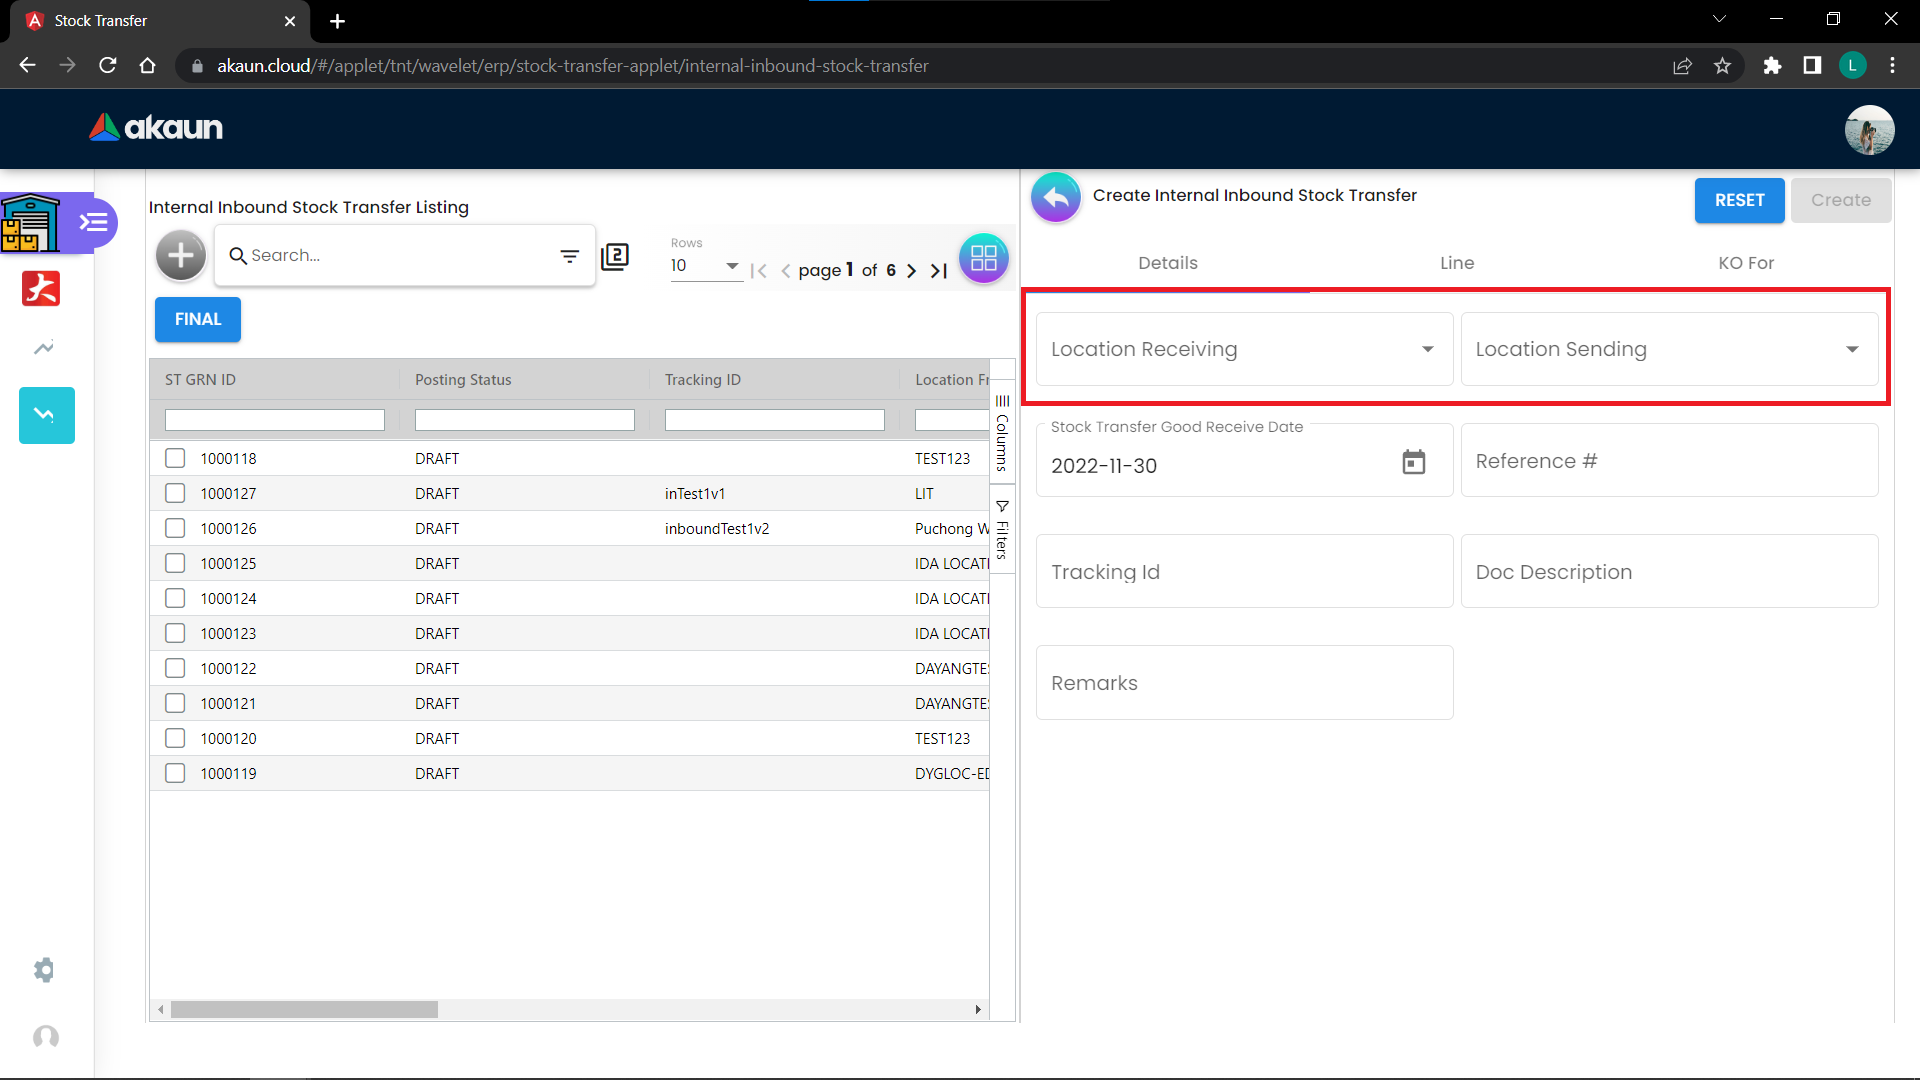 Stock Transfer
akaun.cloud/#/applet/tnt/wavelet/erp/stock-transfer-applet/internal-inbound-stock-transfer
L
akaun
Internal Inbound Stock Transfer Listing
Search...
2
Rows
10
page 1 of 6
FINAL
ST GRN ID Posting Status Tracking ID Location Fr
1000118 DRAFT TEST123
1000127 DRAFT inTest1v1 LIT
1000126 DRAFT inboundTest1v2 Puchong W
1000125 DRAFT IDA LOCATI
1000124 DRAFT IDA LOCATI
1000123 DRAFT IDA LOCATI
1000122 DRAFT DAYANGTES
1000121 DRAFT DAYANGTES
1000120 DRAFT TEST123
1000119 DRAFT DYGLOC-ED
Columns
Filters
Create Internal Inbound Stock Transfer
RESET
Create
Details Line KO For
Location Receiving
Location Sending
Stock Transfer Good Receive Date
2022-11-30
Reference #
Tracking Id
Doc Description
Remarks